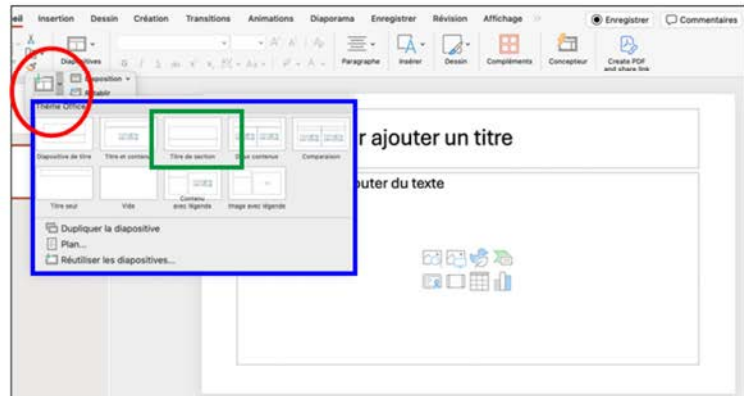 eil Insertion Dessin Création Transitions Animations Diaporama Enregistrer Révision Affichage >> Enregistrer Commentaires
Diapositives Paragraphe Insérer Dessin Compléments Concepteur Create PDF and share link
Disposition
Rétablir
Thème Office
Diapositive de titre Titre et contenu Titre de section Deux contenus Comparaison
Titre seul Vide Contenu avec légende Image avec légende
Dupliquer la diapositive
Plan...
Réutiliser les diapositives...
r ajouter un titre
outer du texte